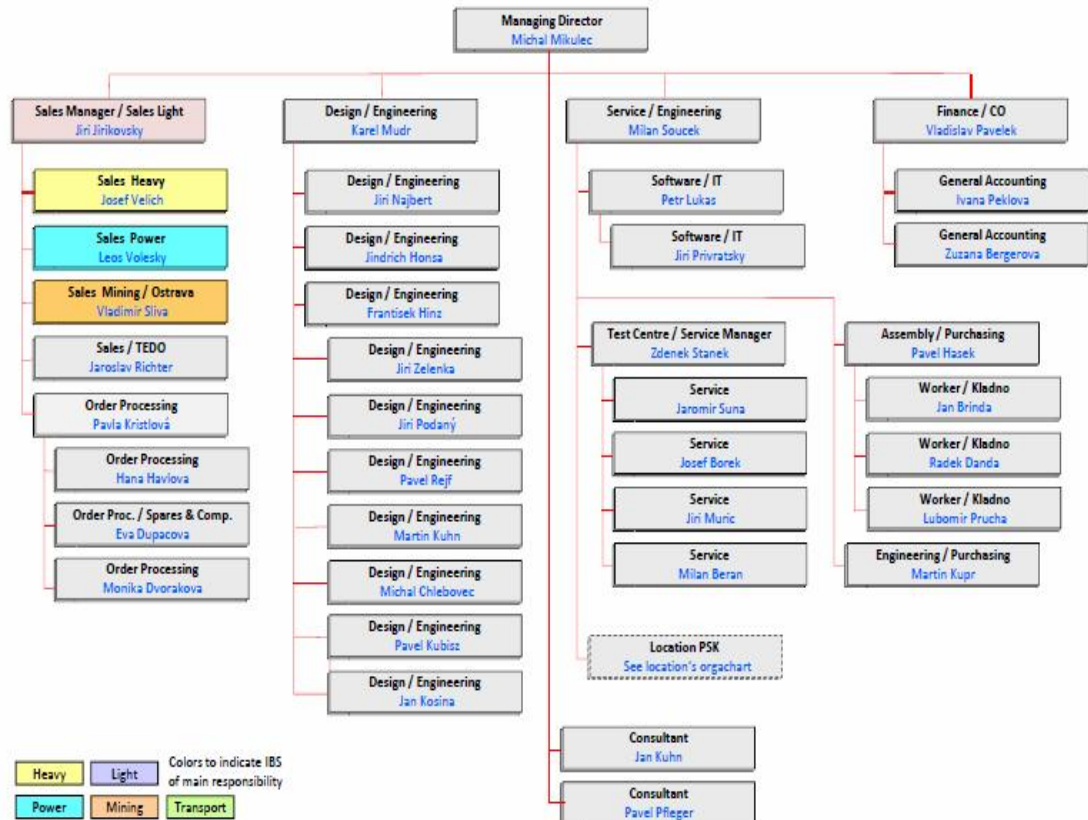 Managing Director
Michal Mikulec
Sales Manager / Sales Light
Jiri Jirikovsky
Design / Engineering
Karel Mudr
Service / Engineering
Milan Soucek
Finance / CO
Vladislav Pavelek
Sales Heavy
Josef Velich
Sales Power
Leos Volesky
Sales Mining / Ostrava
Vladimir Sliva
Sales / TEDO
Jaroslav Richter
Order Processing
Pavla Kristlová
Order Processing
Hana Havlova
Order Proc. / Spares & Comp.
Eva Dupacova
Order Processing
Monika Dvorakova
Design / Engineering
Jiri Najbert
Design / Engineering
Jindrich Honsa
Design / Engineering
Frantisek Hinz
Design / Engineering
Jiri Zelenka
Design / Engineering
Jiri Podaný
Design / Engineering
Pavel Rejf
Design / Engineering
Martin Kuhn
Design / Engineering
Michal Chlebovec
Design / Engineering
Pavel Kubisz
Design / Engineering
Jan Kosina
Software / IT
Petr Lukas
Software / IT
Jiri Privratsky
Test Centre / Service Manager
Zdenek Stanek
Service
Jaromir Suna
Service
Josef Borek
Service
Jiri Muric
Service
Milan Beran
Location PSK
See location's orgachart
General Accounting
Ivana Peklova
General Accounting
Zuzana Bergerova
Assembly / Purchasing
Pavel Hasek
Worker / Kladno
Jan Brinda
Worker / Kladno
Radek Danda
Worker / Kladno
Lubomir Prucha
Engineering / Purchasing
Martin Kupr
Consultant
Jan Kuhn
Consultant
Pavel Pfleger
Heavy
Light
Colors to indicate IBS
of main responsibility
Power
Mining
Transport